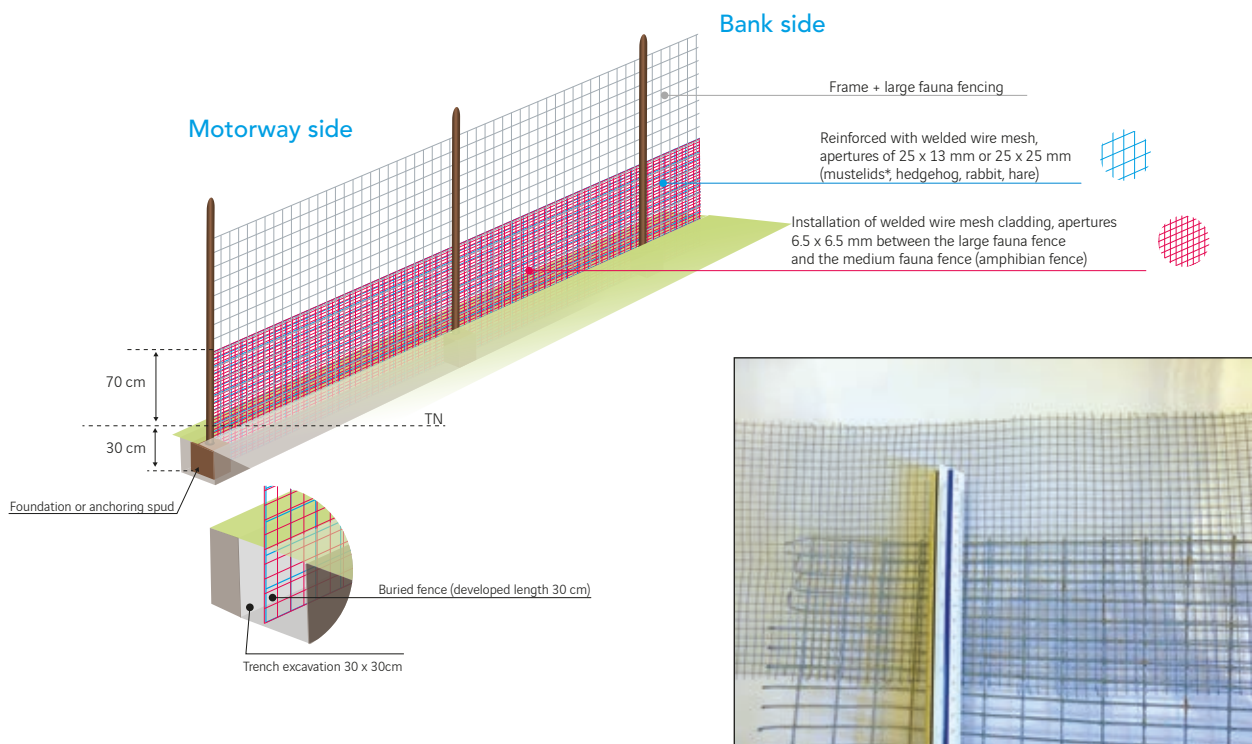 Bank side
Motorway side
Frame + large fauna fencing
Reinforced with welded wire mesh,
apertures of 25 x 13 mm or 25 x 25 mm
(mustelids*, hedgehog, rabbit, hare)
Installation of welded wire mesh cladding, apertures
6.5 x 6.5 mm between the large fauna fence
and the medium fauna fence (amphibian fence)
70 cm
TN
30 cm
Foundation or anchoring spud
Buried fence (developed length 30 cm)
Trench excavation 30 x 30cm